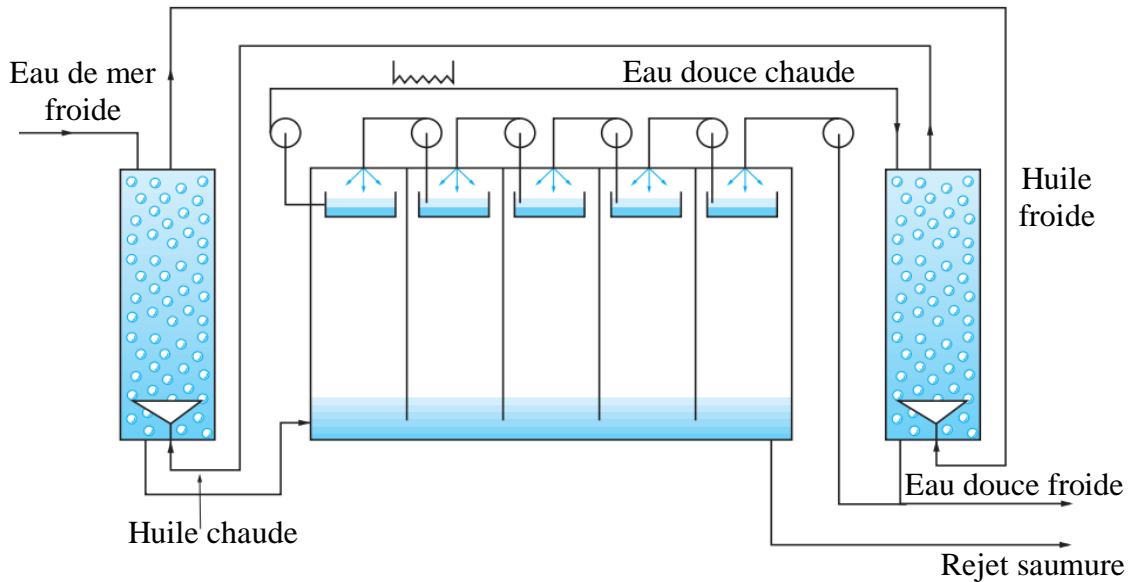 Eau de mer
froide
Eau douce chaude
Huile
froide
Eau douce froide
Huile chaude
Rejet saumure